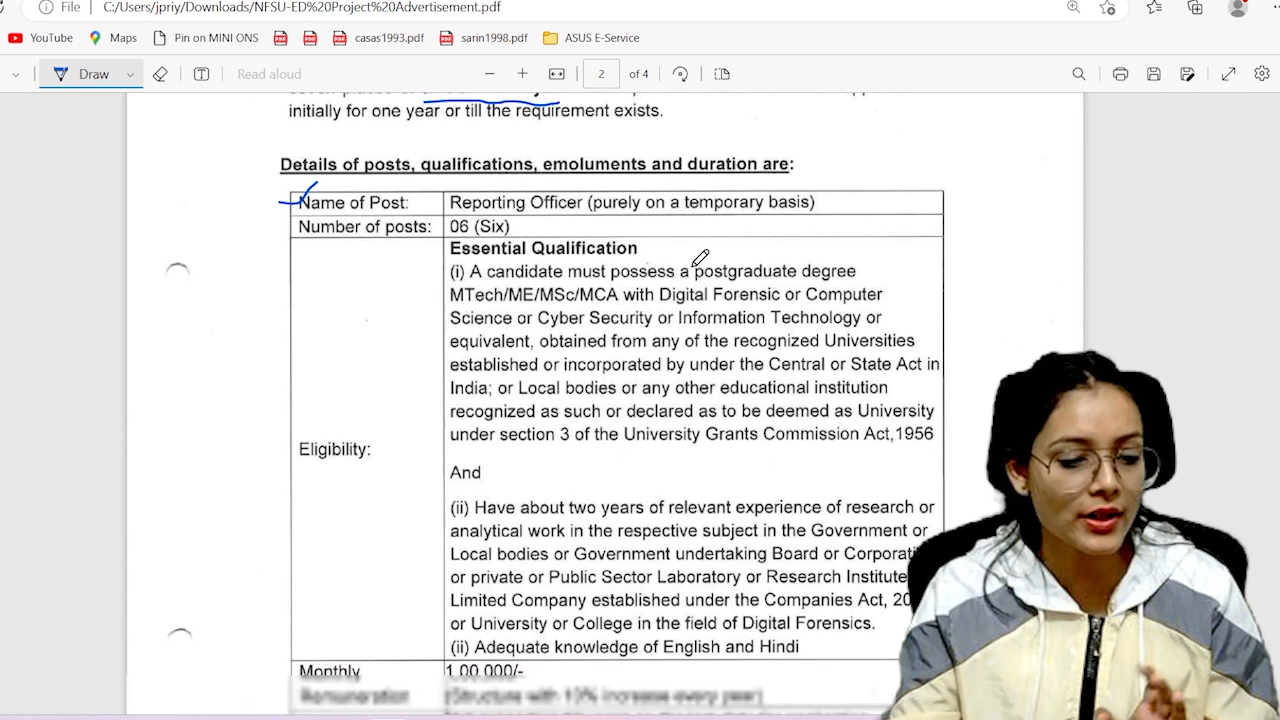 File C:/Users/jpriy/Downloads/NFSU-ED%20Project%20Advertisement.pdf
YouTube Maps Pin on MINI ONS casas1993.pdf sarin1998.pdf ASUS E-Service
Draw Read aloud 2 of 4
initially for one year or till the requirement exists.
Details of posts, qualifications, emoluments and duration are:
Name of Post: Reporting Officer (purely on a temporary basis)
Number of posts: 06 (Six)
Essential Qualification
(i) A candidate must possess a postgraduate degree
MTech/ME/MSc/MCA with Digital Forensic or Computer
Science or Cyber Security or Information Technology or
equivalent, obtained from any of the recognized Universities
established or incorporated by under the Central or State Act in
India; or Local bodies or any other educational institution
recognized as such or declared as to be deemed as University
under section 3 of the University Grants Commission Act,1956
Eligibility:
And
(ii) Have about two years of relevant experience of research or
analytical work in the respective subject in the Government or
Local bodies or Government undertaking Board or
or private or Public Sector Laboratory or Research Institute
Limited Company established under the Companies Act,
or University or College in the field of Digital Forensics.
(ii) Adequate knowledge of English and Hindi
Monthly 1,00,000/-
Remuneration (Structure with 10% increase every year)